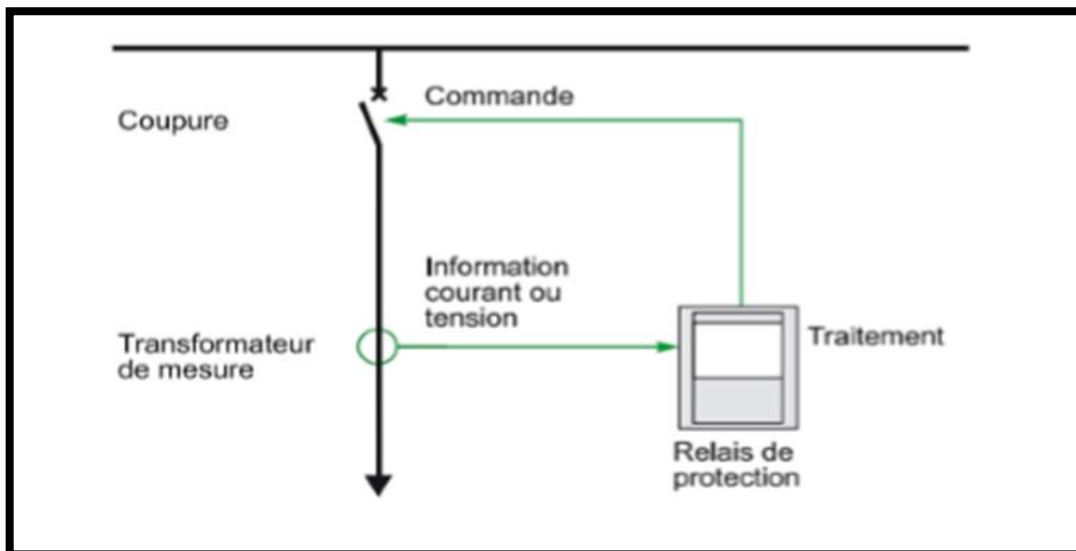 Coupure
Commande
Information
courant ou
tension
Transformateur
de mesure
Traitement
Relais de
protection